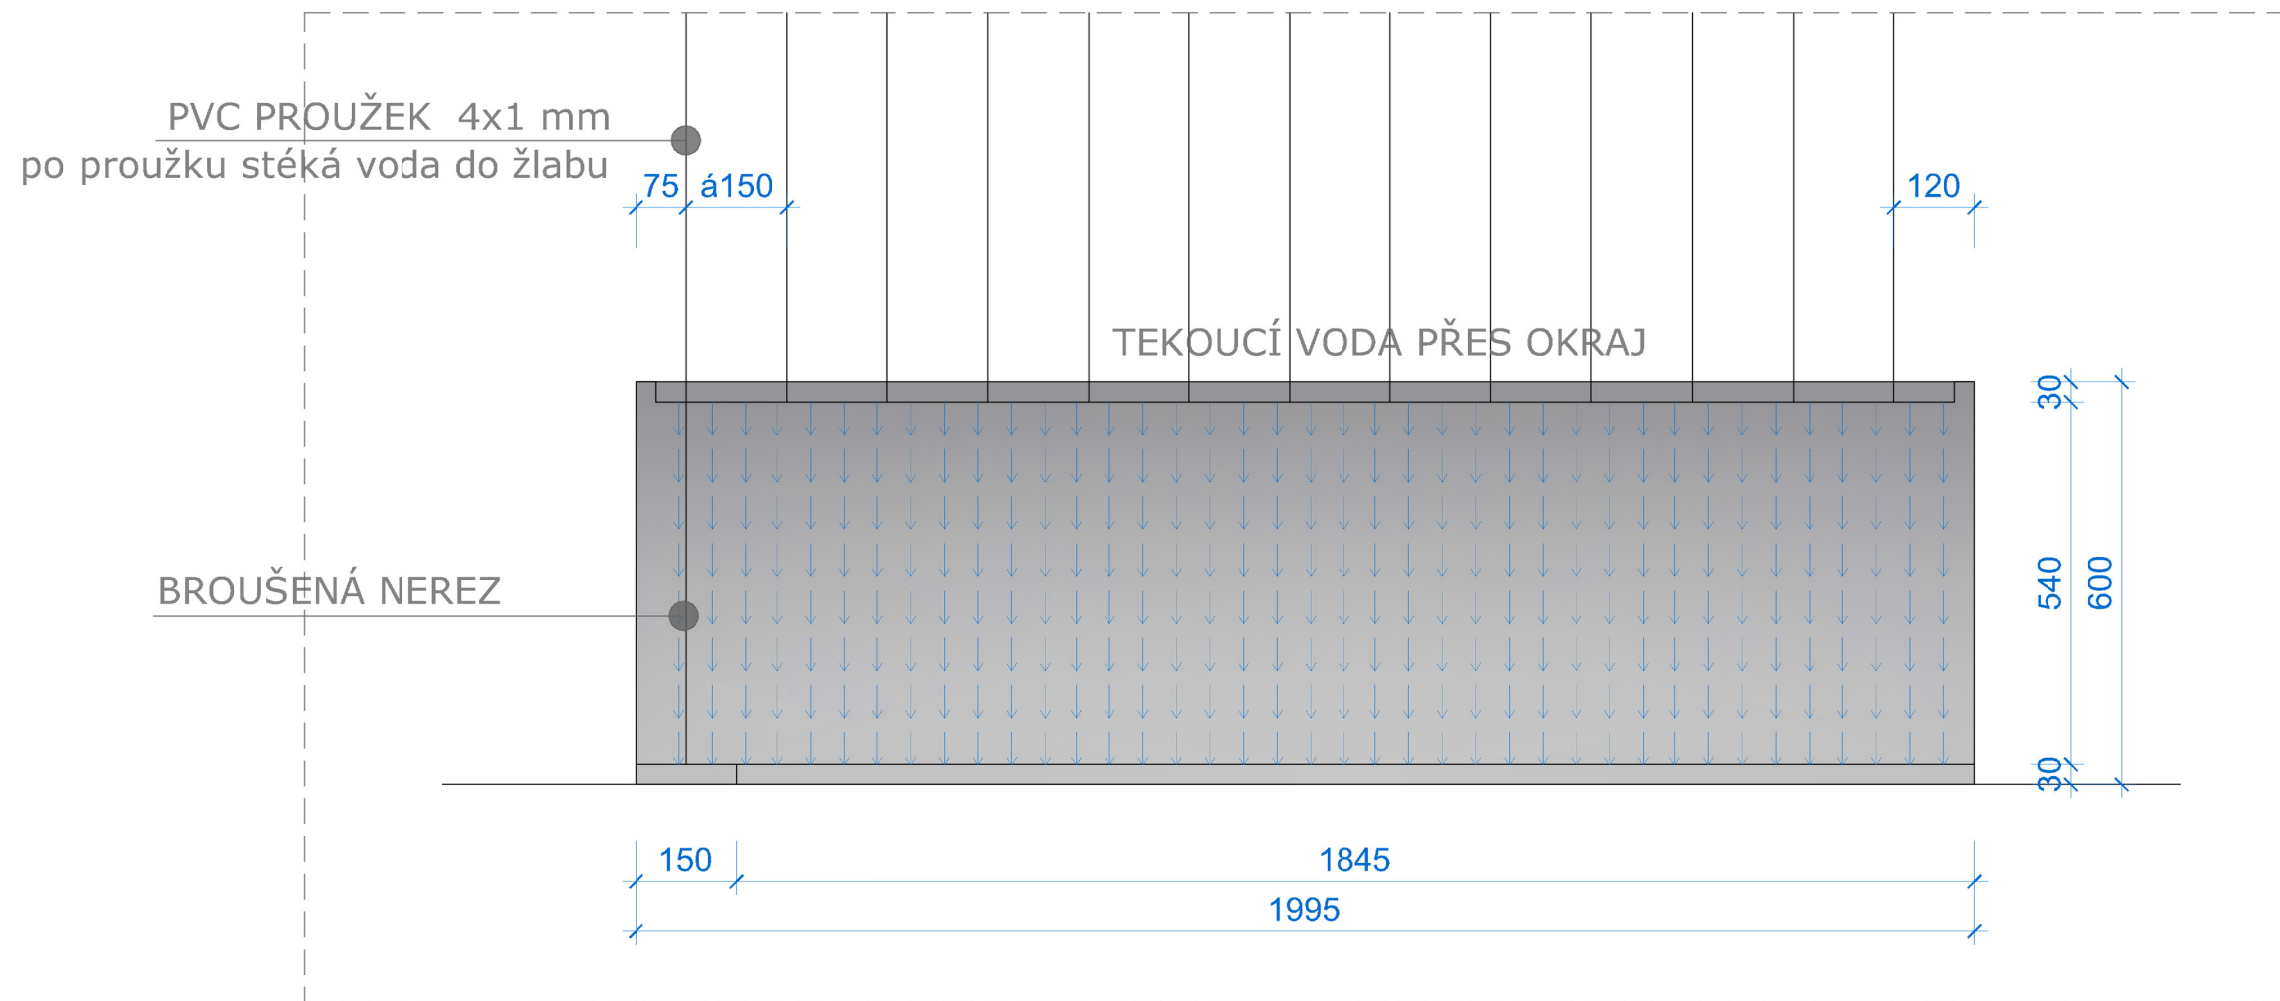 PVC PROUŽEK 4x1 mm
po proužku stéká voda do žlabu
75 á150
120
TEKOUCÍ VODA PŘES OKRAJ
30
540
600
30
BROUŠENÁ NEREZ
150
1845
1995